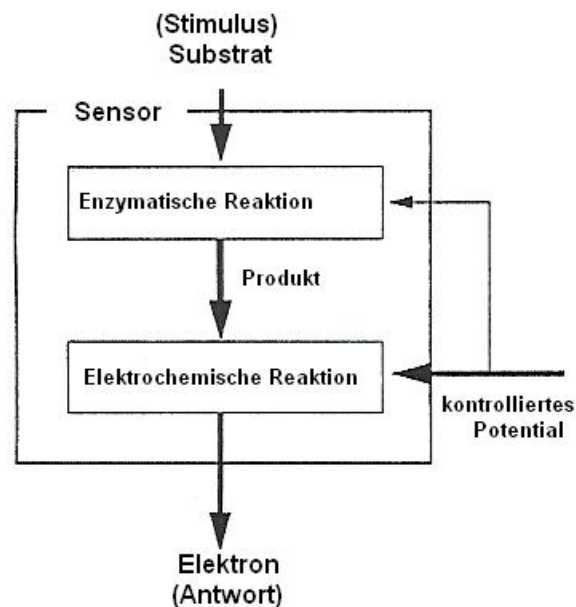 (Stimulus)
Substrat
Sensor
Enzymatische Reaktion
Produkt
Elektrochemische Reaktion
kontrolliertes
Potential
Elektron
(Antwort)